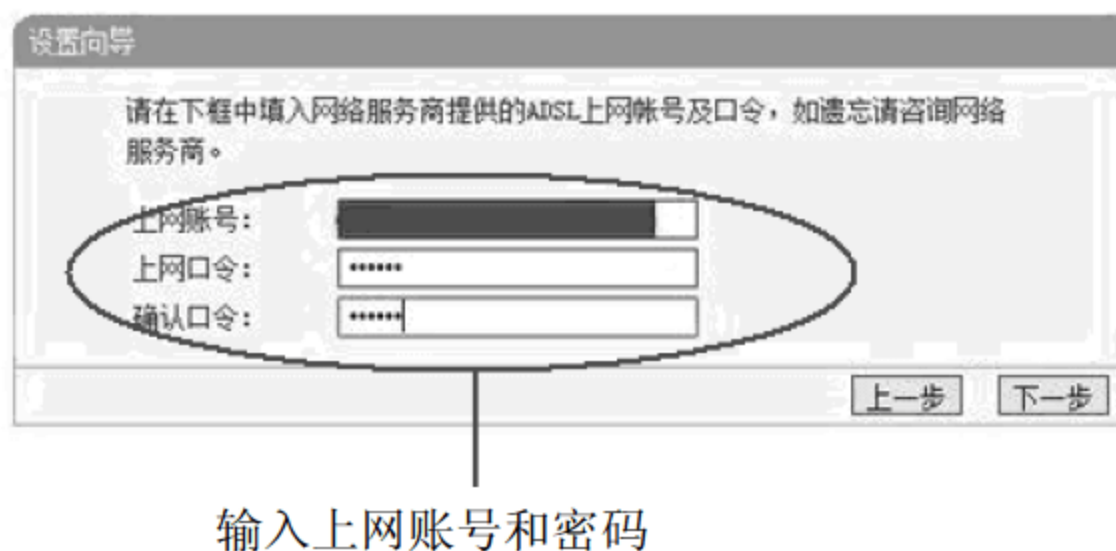 设置向导
请在下框中填入网络服务商提供的ADSL上网帐号及口令，如遗忘请咨询网络
服务商。
上网账号：
上网口令： ••••••
确认口令： ••••••
上一步 下一步
输入上网账号和密码